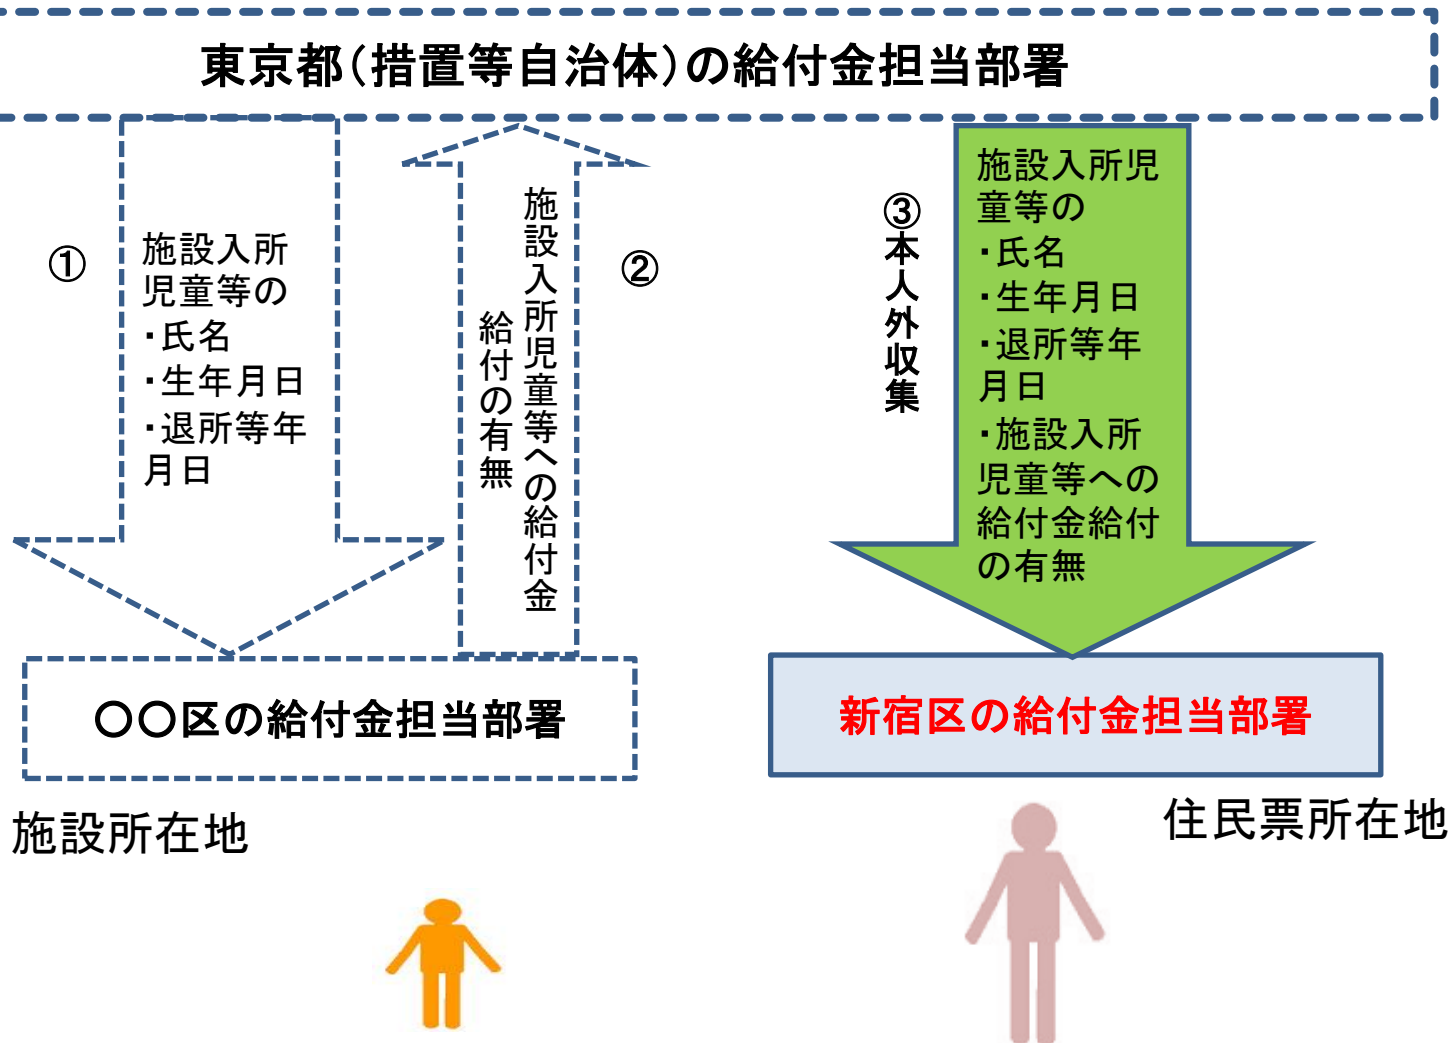 東京都（措置等自治体）の給付金担当部署
①
施設入所
児童等の
・氏名
・生年月日
・退所等年
月日
施設入所児童等への給付金
給付の有無
②
③本人外収集
施設入所児
童等の
・氏名
・生年月日
・退所等年
月日
・施設入所
児童等への
給付金給付
の有無
〇〇区の給付金担当部署
新宿区の給付金担当部署
施設所在地
住民票所在地